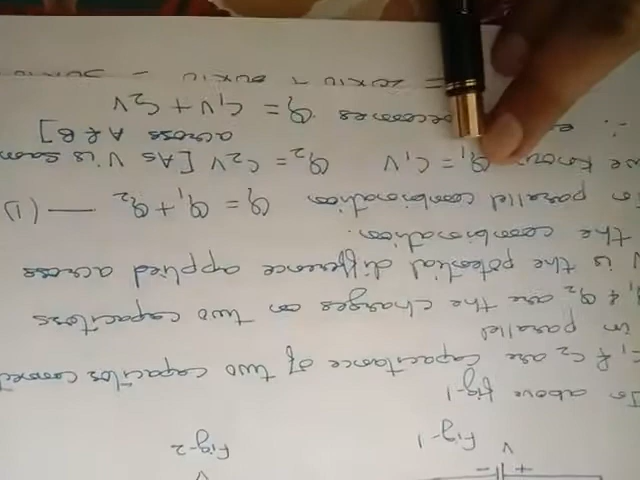 V
+ −
Fig-1
V
Fig-2
In above fig-1
C₁ & C₂ are capacitance of two capacitors
in parallel
& Q₂ are the charges on two capacitors
V is the potential difference applied across
the combination.
in parallel combination Q = Q₁ + Q₂ — (1)
we know Q₁ = C₁V Q₂ = C₂V [As V is same
across A & B]
∴ becomes Q = C₁V + C₂V